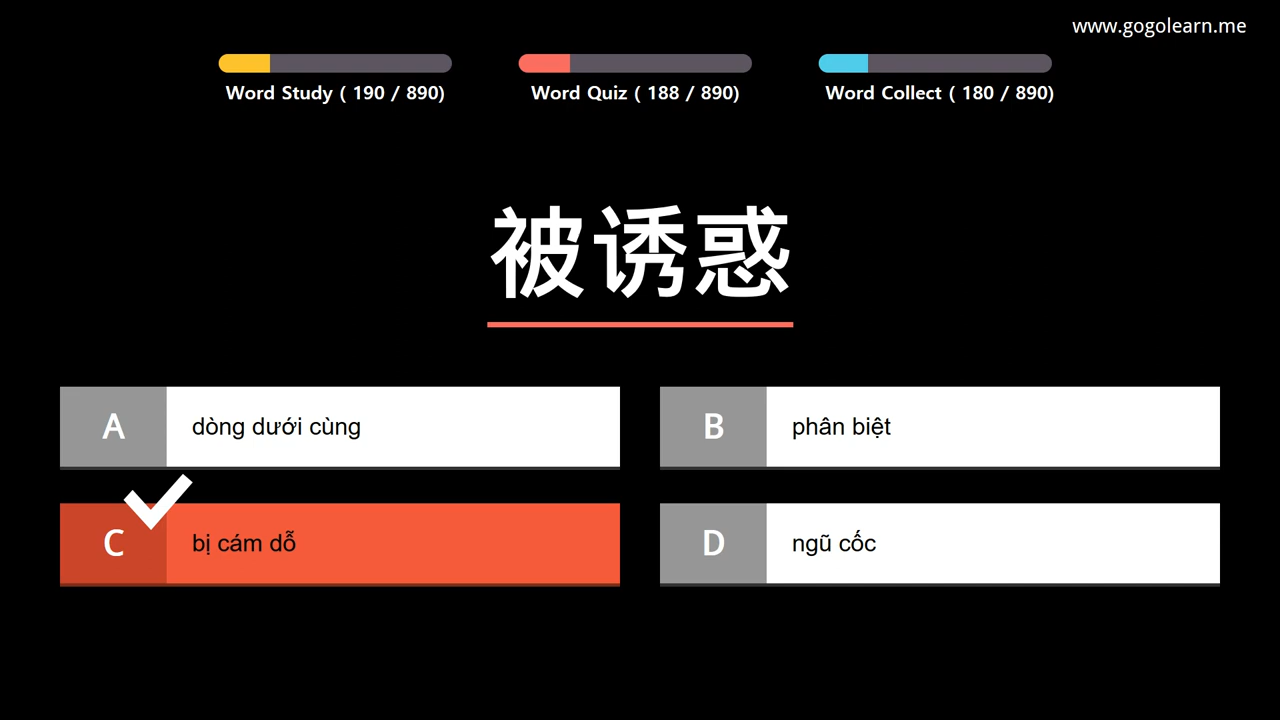 www.gogolearn.me
Word Study ( 190 / 890)
Word Quiz ( 188 / 890)
Word Collect ( 180 / 890)
被诱惑
A dòng dưới cùng
B phân biệt
C bị cám dỗ
D ngũ cốc